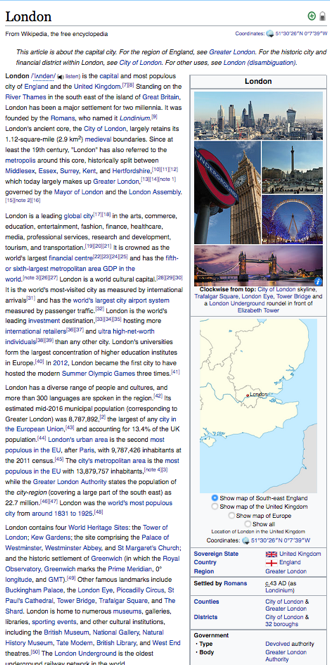 London
From Wikipedia, the free encyclopedia
Coordinates: 51°30′26″N 0°7′39″W
This article is about the capital city. For the region of England, see Greater London. For the historic city and
financial district within London, see City of London. For other uses, see London (disambiguation).
London /ˈlʌndən/ (listen) is the capital and most populous
city of England and the United Kingdom.[7][8] Standing on the
River Thames in the south east of the island of Great Britain,
London has been a major settlement for two millennia. It was
founded by the Romans, who named it Londinium.[9]
London's ancient core, the City of London, largely retains its
1.12-square-mile (2.9 km²) medieval boundaries. Since at
least the 19th century, "London" has also referred to the
metropolis around this core, historically split between
Middlesex, Essex, Surrey, Kent, and Hertfordshire,[10][11][12]
which today largely makes up Greater London,[13][14][note 1]
governed by the Mayor of London and the London Assembly.
[15][note 2][16]
London is a leading global city[17][18] in the arts, commerce,
education, entertainment, fashion, finance, healthcare,
media, professional services, research and development,
tourism, and transportation.[19][20][21] It is crowned as the
world's largest financial centre[22][23][24][25] and has the fifth-
or sixth-largest metropolitan area GDP in the
world.[note 3][26][27] London is a world cultural capital.[28][29][30]
It is the world's most-visited city as measured by international
arrivals[31] and has the world's largest city airport system
measured by passenger traffic.[32] London is the world's
leading investment destination,[33][34][35] hosting more
international retailers[36][37] and ultra high-net-worth
individuals[38][39] than any other city. London's universities
form the largest concentration of higher education institutes
in Europe.[40] In 2012, London became the first city to have
hosted the modern Summer Olympic Games three times.[41]
London has a diverse range of people and cultures, and
more than 300 languages are spoken in the region.[42] Its
estimated mid-2016 municipal population (corresponding to
Greater London) was 8,787,892,[2] the largest of any city in
the European Union,[43] and accounting for 13.4% of the UK
population.[44] London's urban area is the second most
populous in the EU, after Paris, with 9,787,426 inhabitants at
the 2011 census.[45] The city's metropolitan area is the most
populous in the EU with 13,879,757 inhabitants,[note 4][3]
while the Greater London Authority states the population of
the city-region (covering a large part of the south east) as
22.7 million.[46][47] London was the world's most populous
city from around 1831 to 1925.[48]
London contains four World Heritage Sites: the Tower of
London; Kew Gardens; the site comprising the Palace of
Westminster, Westminster Abbey, and St Margaret's Church;
and the historic settlement of Greenwich (in which the Royal
Observatory, Greenwich marks the Prime Meridian, 0°
longitude, and GMT).[49] Other famous landmarks include
Buckingham Palace, the London Eye, Piccadilly Circus, St
Paul's Cathedral, Tower Bridge, Trafalgar Square, and The
Shard. London is home to numerous museums, galleries,
libraries, sporting events, and other cultural institutions,
including the British Museum, National Gallery, Natural
History Museum, Tate Modern, British Library, and West End
theatres.[50] The London Underground is the oldest
underground railway network in the world.
London
Clockwise from top: City of London skyline,
Trafalgar Square, London Eye, Tower Bridge and
a London Underground roundel in front of
Elizabeth Tower
London
Show map of South-east England
Show map of the United Kingdom
Show map of Europe
Show all
Location of London in the United Kingdom
Coordinates: 51°30′26″N 0°7′39″W
Sovereign State United Kingdom
Country England
Region Greater London
Settled by Romans c.43 AD (as
Londinium)
Counties City of London &
Greater London
Districts City of London &
32 boroughs
Government
• Type Devolved authority
• Body Greater London